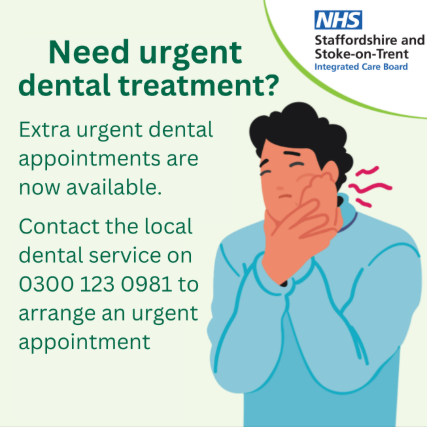 NHS
Staffordshire and
Stoke-on-Trent
Integrated Care Board
Need urgent
dental treatment?
Extra urgent dental
appointments are
now available.
Contact the local
dental service on
0300 123 0981 to
arrange an urgent
appointment